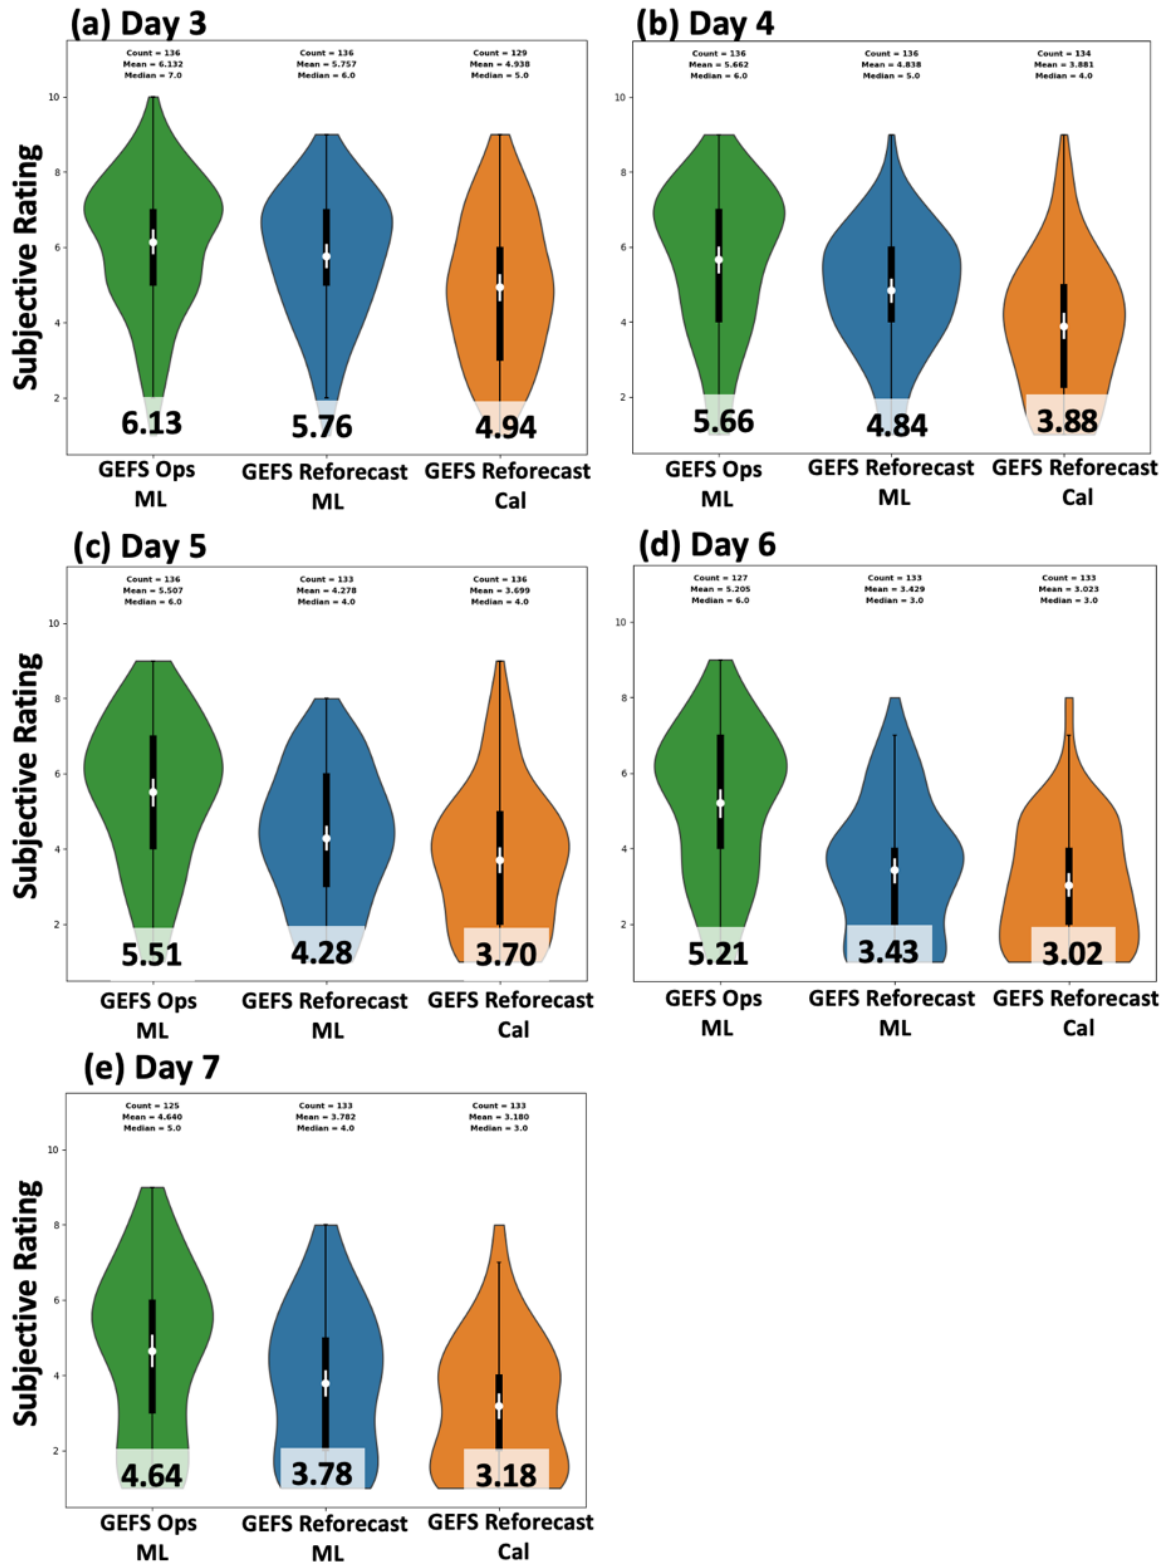 (a) Day 3
Count = 136
Mean = 6.132
Median = 7.0
Count = 136
Mean = 5.757
Median = 6.0
Count = 129
Mean = 4.938
Median = 5.0
Subjective Rating
10
8
6
4
2
6.13
5.76
4.94
GEFS Ops
ML
GEFS Reforecast
ML
GEFS Reforecast
Cal
(b) Day 4
Count = 136
Mean = 5.662
Median = 6.0
Count = 136
Mean = 4.838
Median = 5.0
Count = 134
Mean = 3.881
Median = 4.0
10
8
6
4
2
5.66
4.84
3.88
GEFS Ops
ML
GEFS Reforecast
ML
GEFS Reforecast
Cal
(c) Day 5
Count = 136
Mean = 5.507
Median = 6.0
Count = 133
Mean = 4.278
Median = 4.0
Count = 136
Mean = 3.699
Median = 4.0
Subjective Rating
10
8
6
4
2
5.51
4.28
3.70
GEFS Ops
ML
GEFS Reforecast
ML
GEFS Reforecast
Cal
(d) Day 6
Count = 127
Mean = 5.205
Median = 6.0
Count = 133
Mean = 3.429
Median = 3.0
Count = 133
Mean = 3.023
Median = 3.0
10
8
6
4
2
5.21
3.43
3.02
GEFS Ops
ML
GEFS Reforecast
ML
GEFS Reforecast
Cal
(e) Day 7
Count = 125
Mean = 4.640
Median = 5.0
Count = 133
Mean = 3.782
Median = 4.0
Count = 133
Mean = 3.180
Median = 3.0
Subjective Rating
10
8
6
4
2
4.64
3.78
3.18
GEFS Ops
ML
GEFS Reforecast
ML
GEFS Reforecast
Cal